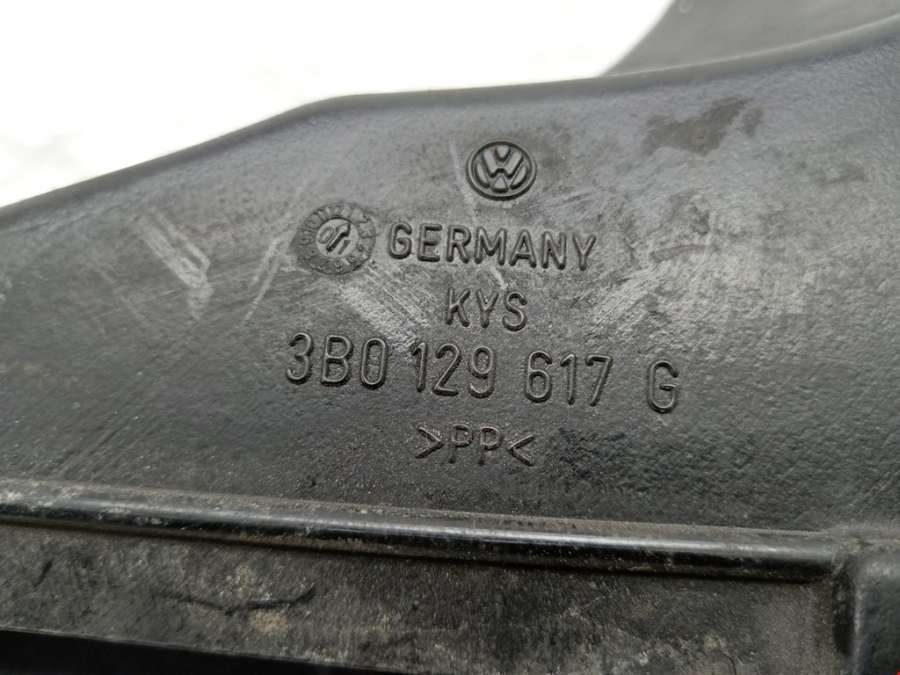 GERMANY
KYS
3B0 129 617 G
>PP<